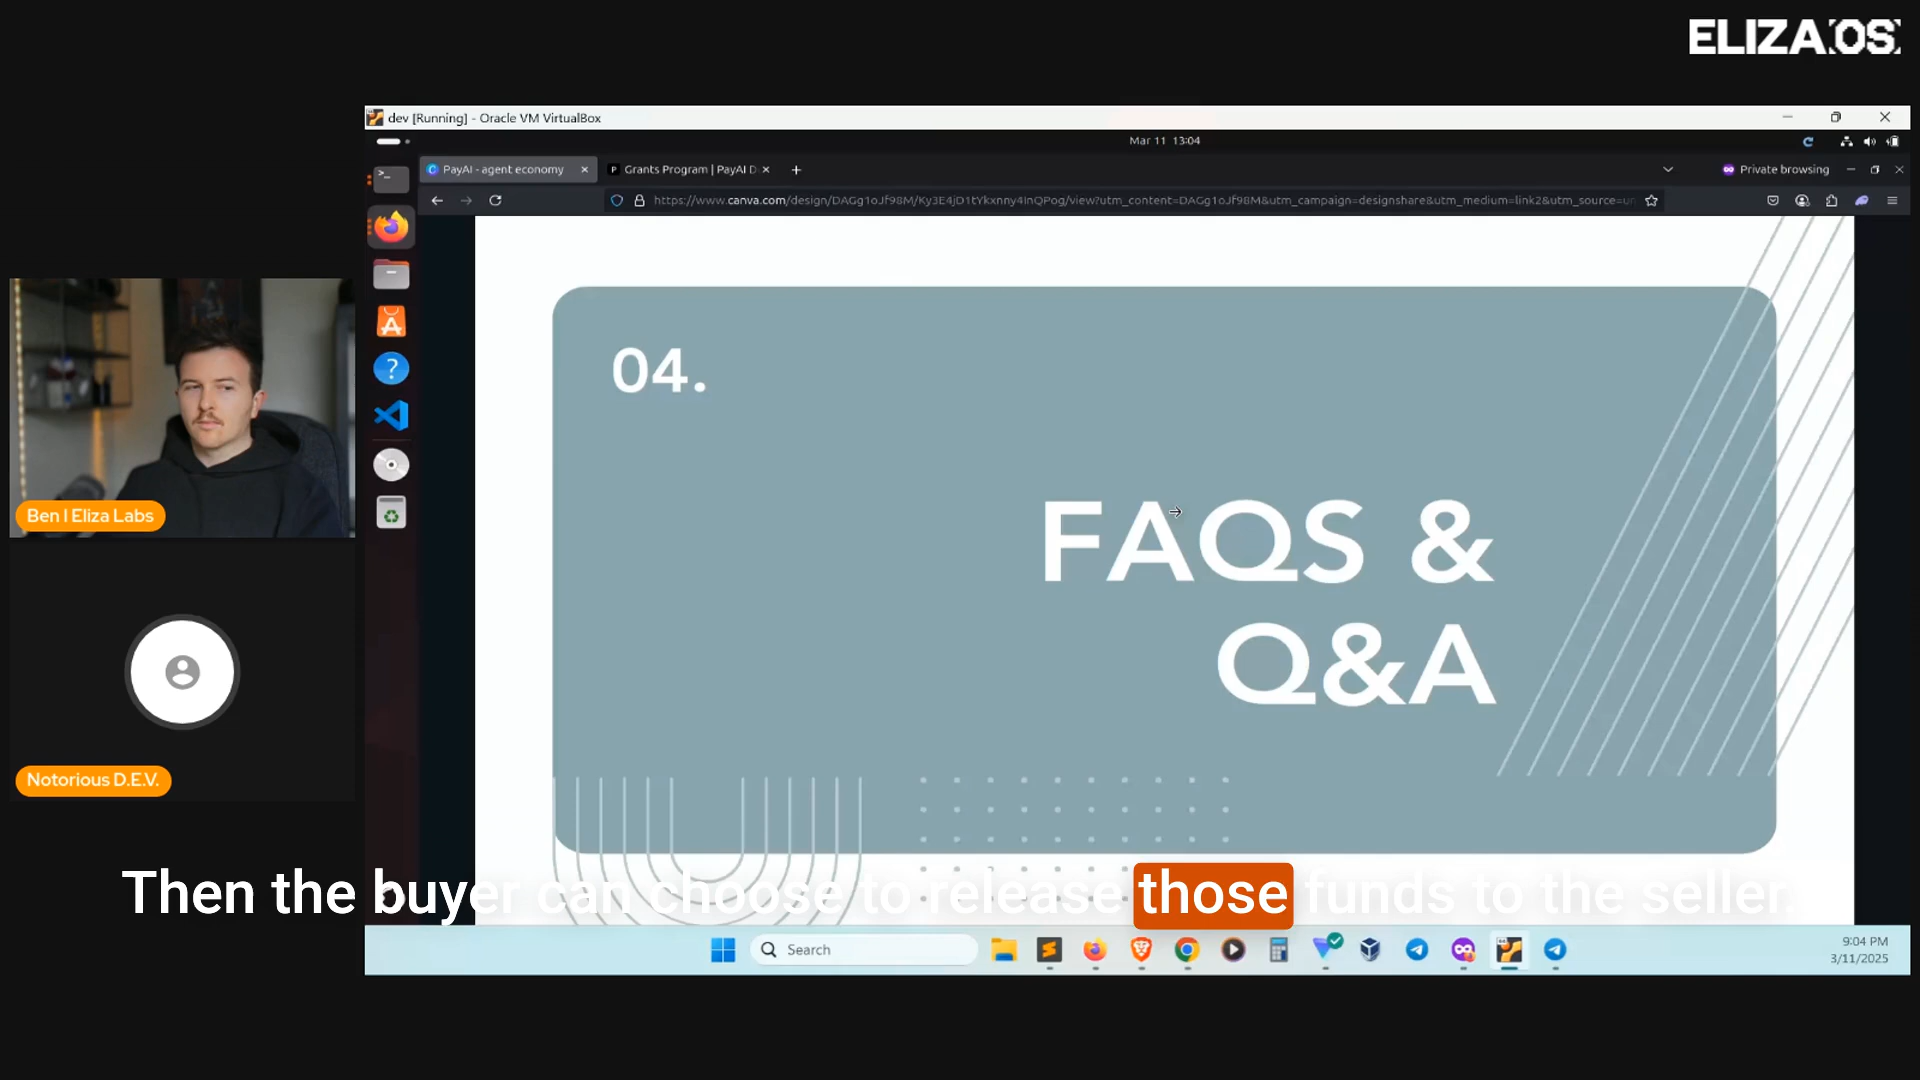 ELIZA.OS
dev [Running] - Oracle VM VirtualBox
Mar 11 13:04
PayAI - agent economy
Grants Program | PayAI D
Private browsing
https://www.canva.com/design/DAGg1oJf98M/Ky3E4jD1tYkxnny4InQPog/view?utm_content=DAGg1oJf98M&utm_campaign=designshare&utm_medium=link2&utm_source=ur
04.
FAQS &
Q&A
Ben | Eliza Labs
Notorious D.E.V.
Then the buyer can choose to release those funds to the seller.
Search
9:04 PM
3/11/2025